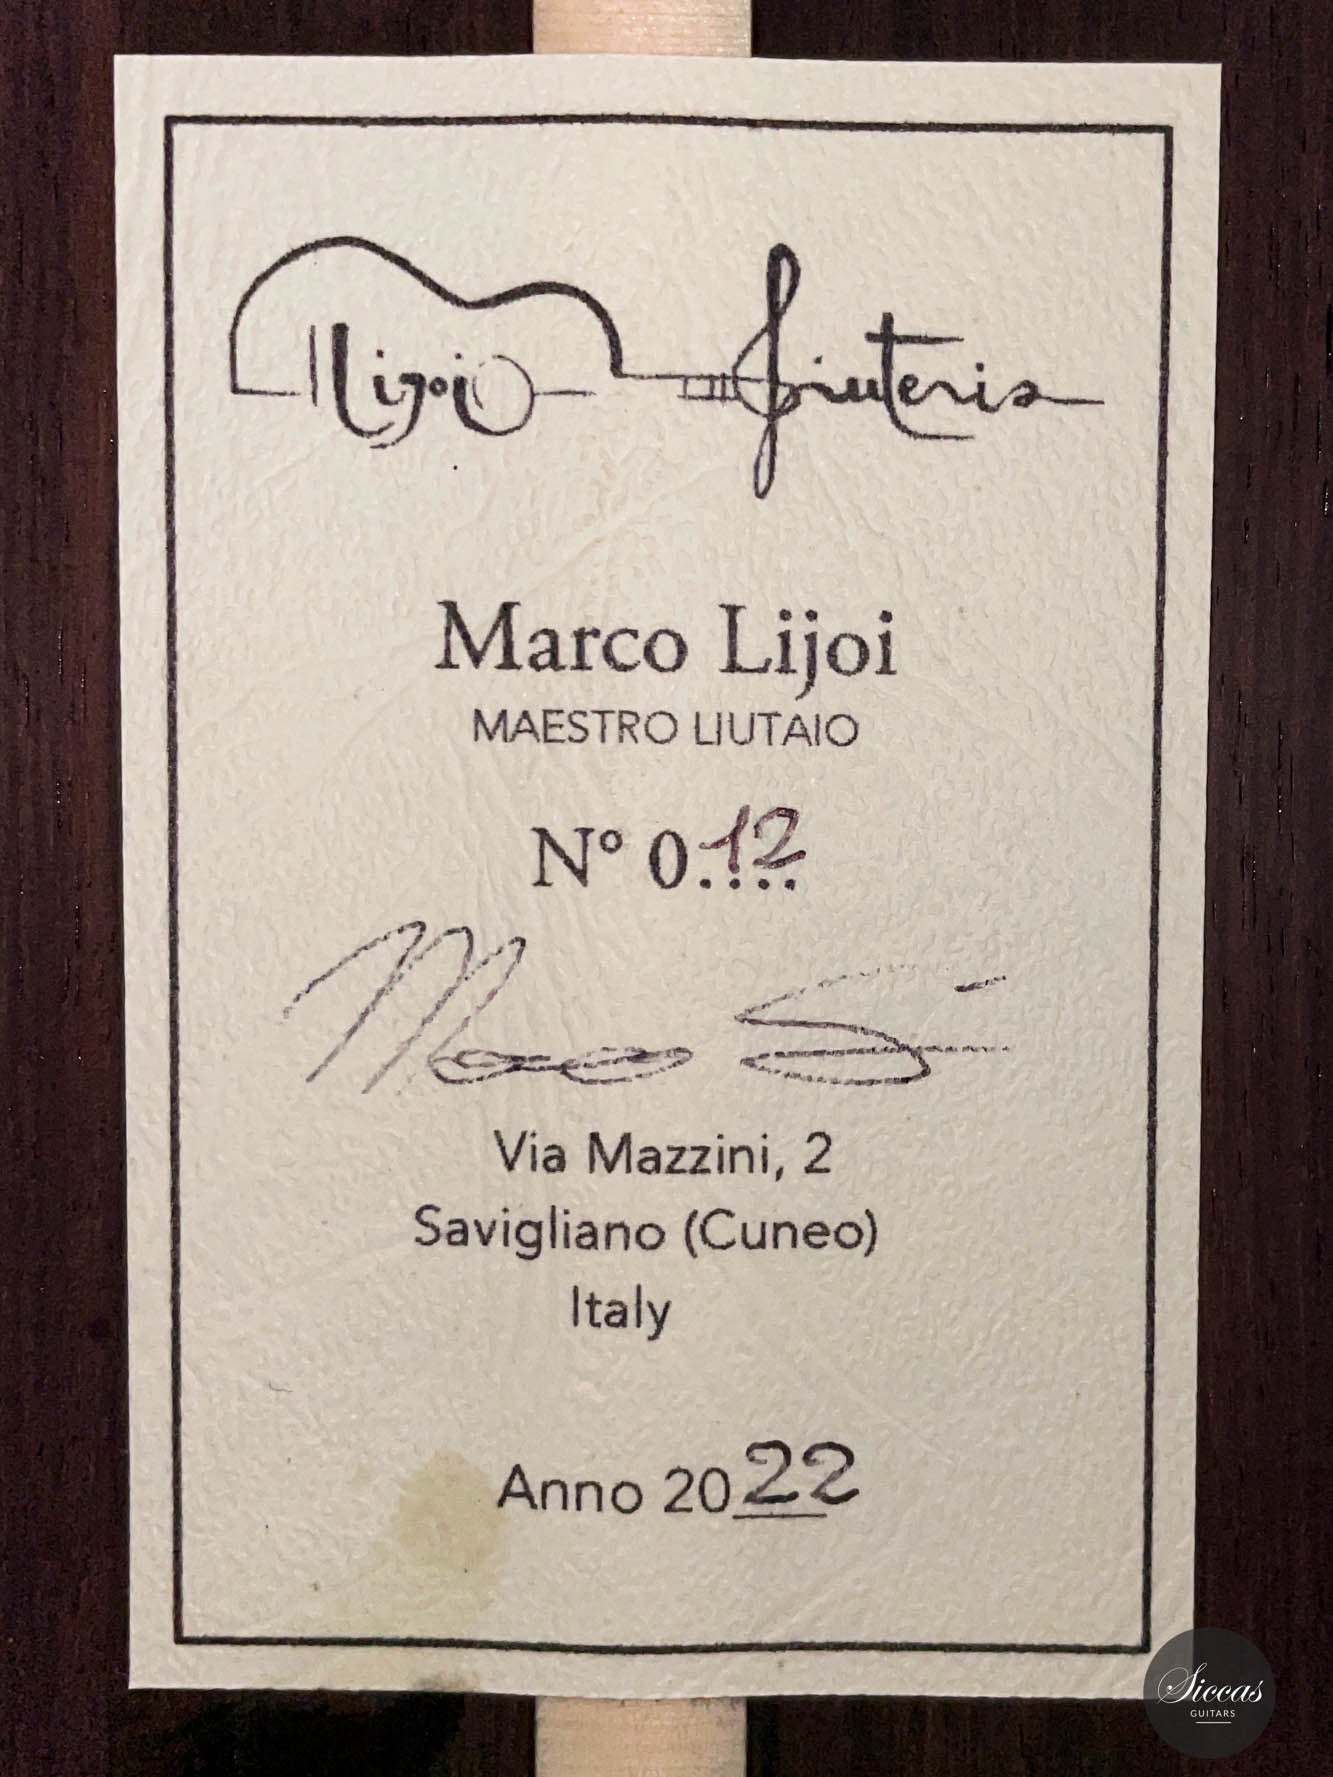 Lijoi Liuteria
Marco Lijoi
MAESTRO LIUTAIO
N° 0.12
Via Mazzini, 2
Savigliano (Cuneo)
Italy
Anno 2022
Siccas
GUITARS